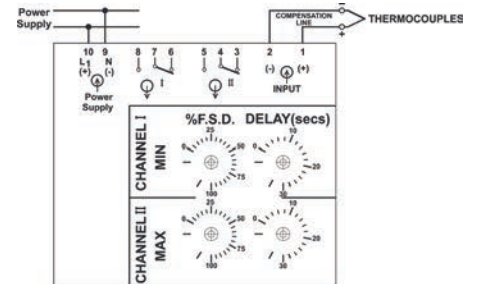 Power
Supply
COMPENSATION
LINE
−
+
THERMOCOUPLES
10 9 8 7 6 5 4 3 2 1
L1 N
(+) (-)
I
II
(-) (+)
INPUT
Power
Supply
%F.S.D. DELAY(secs)
CHANNEL I
MIN
0 25 50 75 100
0 10 20 30
CHANNEL II
MAX
0 25 50 75 100
0 10 20 30